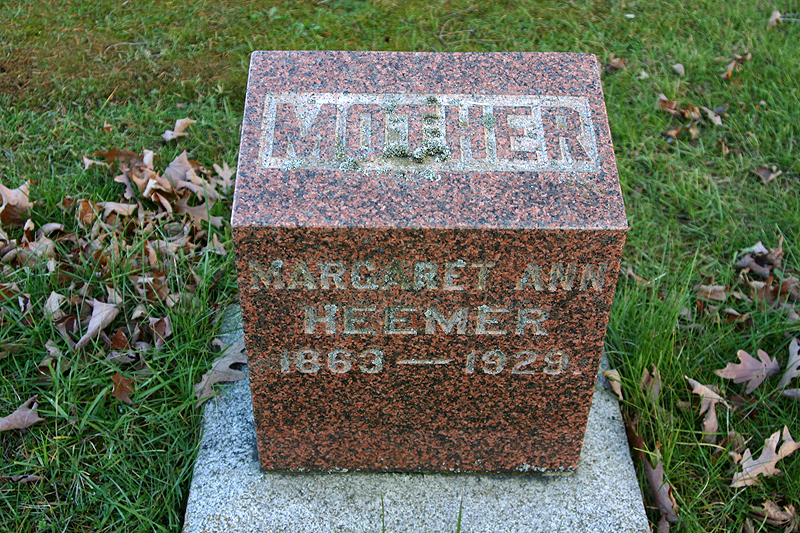 MOTHER
MARGARET ANN
HEEMER
1863 — 1929.